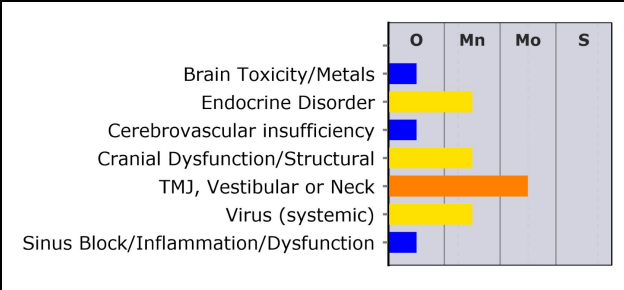 O Mn Mo S
Brain Toxicity/Metals
Endocrine Disorder
Cerebrovascular insufficiency
Cranial Dysfunction/Structural
TMJ, Vestibular or Neck
Virus (systemic)
Sinus Block/Inflammation/Dysfunction